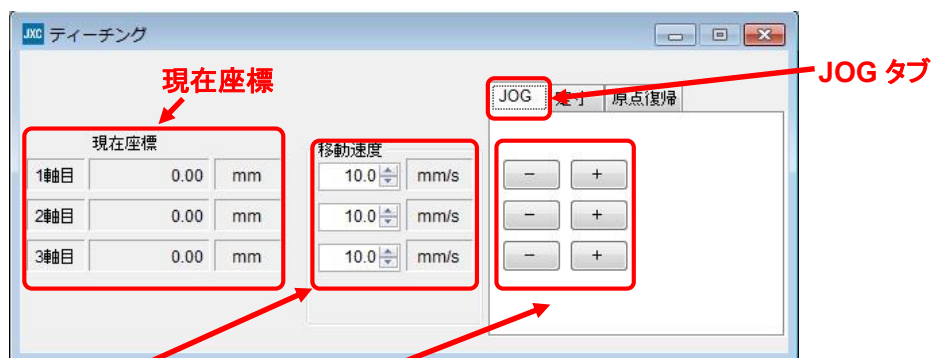 JXC ティーチング
現在座標
JOG タブ
JOG 定寸 原点復帰
現在座標
移動速度
1軸目 0.00 mm 10.0 mm/s - +
2軸目 0.00 mm 10.0 mm/s - +
3軸目 0.00 mm 10.0 mm/s - +